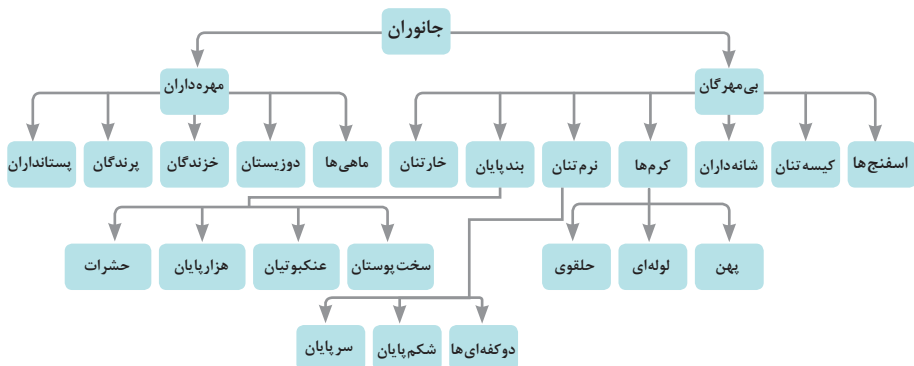 جانوران
بی‌مهرگان
مهره‌داران
اسفنج‌ها
کیسه‌تنان
شانه‌داران
کرم‌ها
نرم‌تنان
بندپایان
خارتنان
ماهی‌ها
دوزیستان
خزندگان
پرندگان
پستانداران
پهن
لوله‌ای
حلقوی
سخت‌پوستان
عنکبوتیان
هزارپایان
حشرات
دوکفه‌ای‌ها
شکم‌پایان
سرپایان